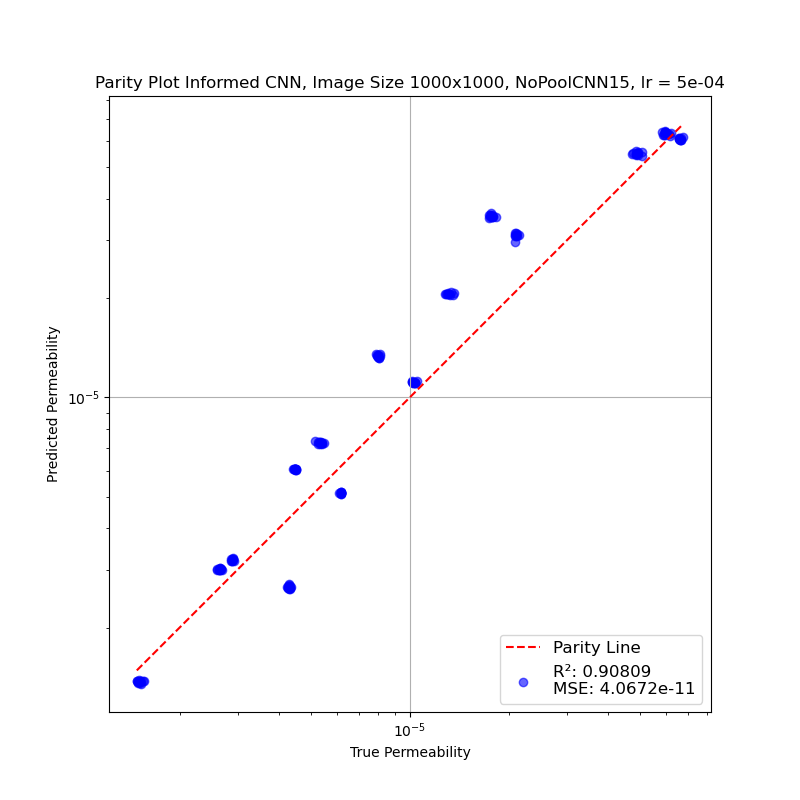 Parity Plot Informed CNN, Image Size 1000x1000, NoPoolCNN15, lr = 5e-04
Predicted Permeability
10⁻⁵
Parity Line
R²: 0.90809
MSE: 4.0672e-11
10⁻⁵
True Permeability